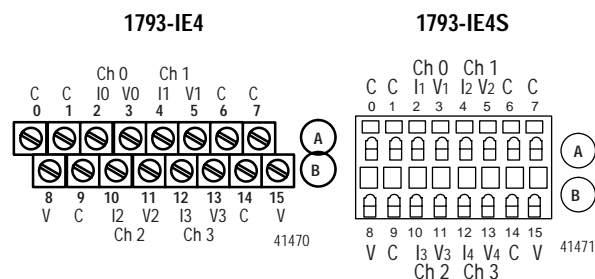 1793-IE4
Ch 0 Ch 1
C C I0 V0 I1 V1 C C
0 1 2 3 4 5 6 7
A
B
8 9 10 11 12 13 14 15
V C I2 V2 I3 V3 C V
Ch 2 Ch 3
41470
1793-IE4S
Ch 0 Ch 1
C C I1 V1 I2 V2 C C
0 1 2 3 4 5 6 7
A
B
8 9 10 11 12 13 14 15
V C I3 V3 I4 V4 C V
Ch 2 Ch 3
41471